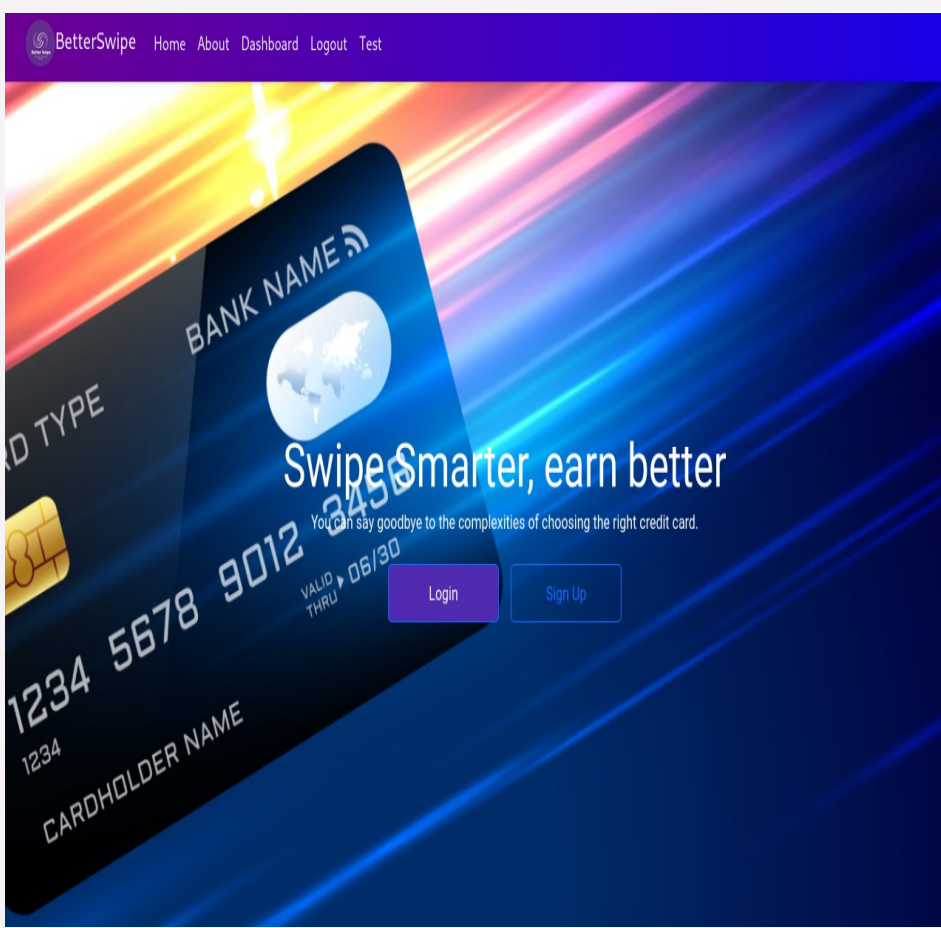 BetterSwipe Home About Dashboard Logout Test
BANK NAME
RD TYPE
Swipe Smarter, earn better
You can say goodbye to the complexities of choosing the right credit card.
1234 5678 9012 3456
VALID
THRU 06/30
Login Sign Up
1234
CARDHOLDER NAME